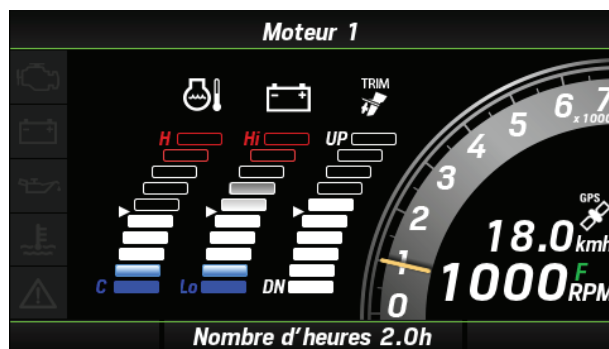 Moteur 1
TRIM
H Hi UP
C Lo DN
0 1 2 3 4 5 6 7
x1000
GPS
18.0 kmh
F
1000 RPM
Nombre d'heures 2.0h